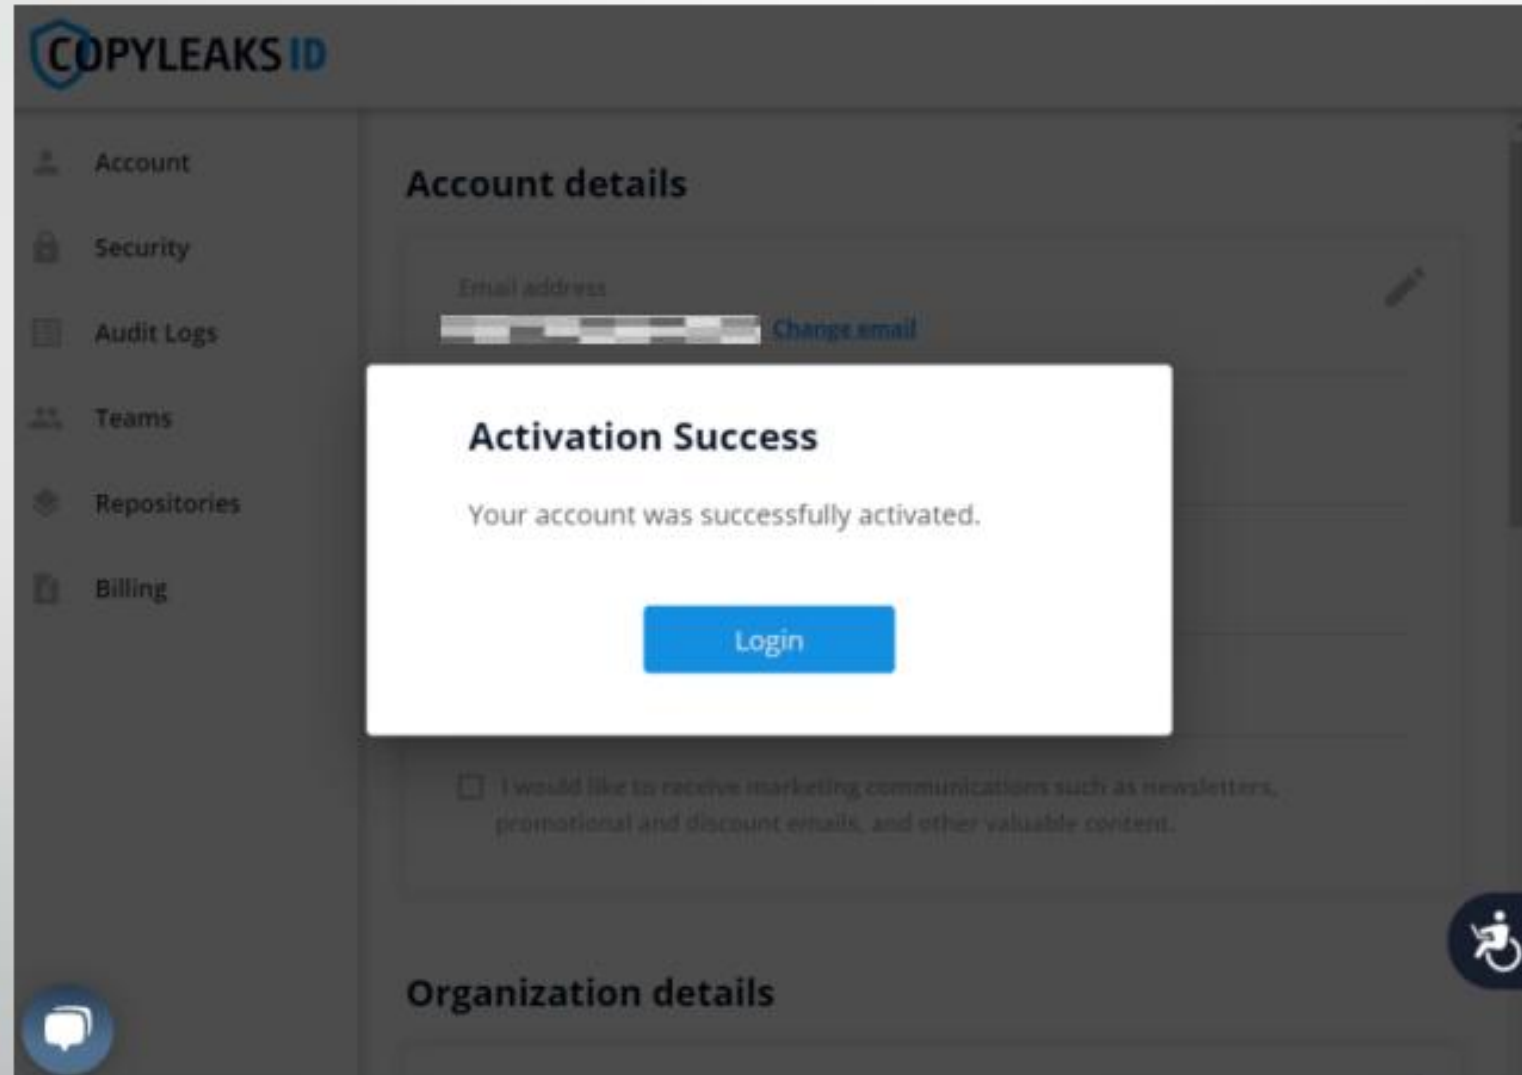 COPYLEAKS ID
Account
Security
Audit Logs
Teams
Repositories
Billing
Account details
Email address
Change email
Activation Success
Your account was successfully activated.
Login
I would like to receive marketing communications such as newsletters,
promotional and discount emails, and other valuable content.
Organization details